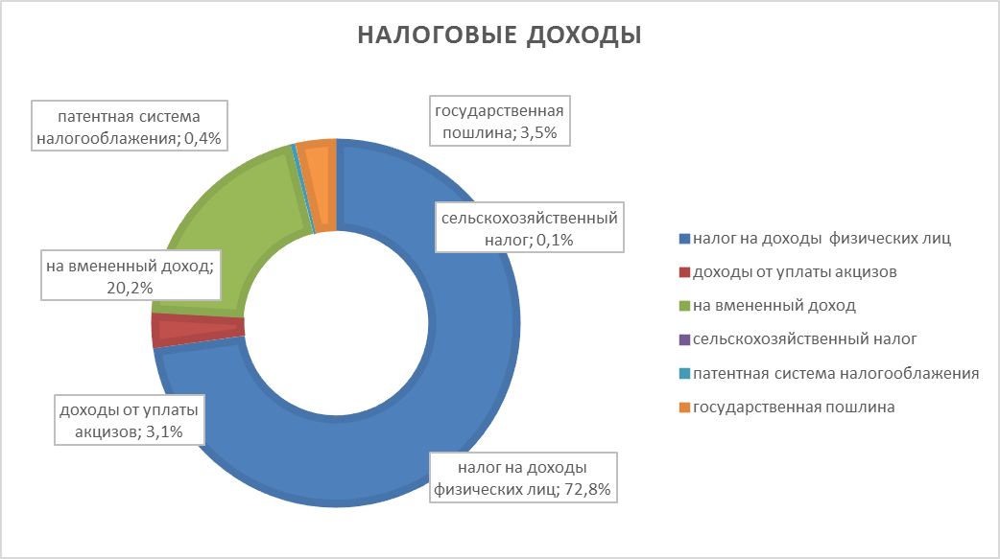 НАЛОГОВЫЕ ДОХОДЫ
патентная система
налогооблажения; 0,4%
государственная
пошлина; 3,5%
сельскохозяйственный
налог; 0,1%
на вмененный доход;
20,2%
доходы от уплаты
акцизов; 3,1%
налог на доходы
физических лиц; 72,8%
налог на доходы  физических лиц
доходы от уплаты акцизов
на вмененный доход
сельскохозяйственный налог
патентная система налогооблажения
государственная пошлина